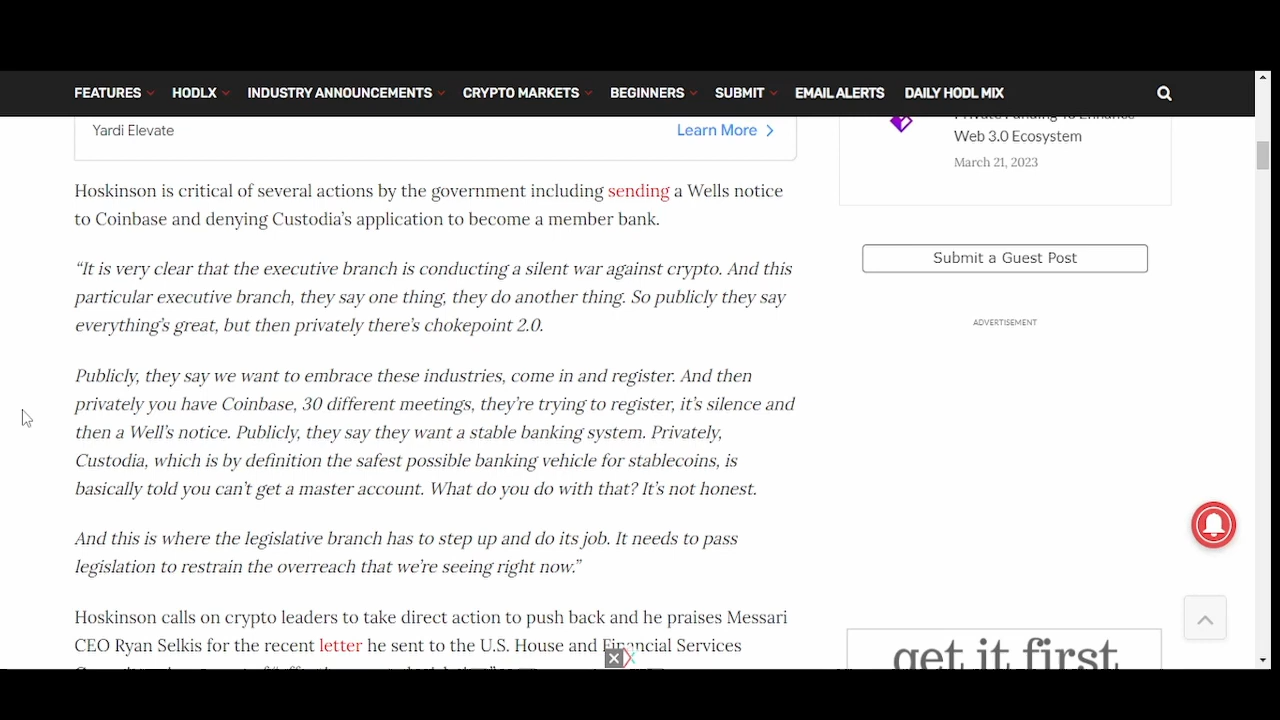 FEATURES HODLX INDUSTRY ANNOUNCEMENTS CRYPTO MARKETS BEGINNERS SUBMIT EMAIL ALERTS DAILY HODL MIX
Yardi Elevate Learn More
Hoskinson is critical of several actions by the government including sending a Wells notice
to Coinbase and denying Custodia's application to become a member bank.
“It is very clear that the executive branch is conducting a silent war against crypto. And this
particular executive branch, they say one thing, they do another thing. So publicly they say
everything's great, but then privately there's chokepoint 2.0.
Publicly, they say we want to embrace these industries, come in and register. And then
privately you have Coinbase, 30 different meetings, they're trying to register, it's silence and
then a Well's notice. Publicly, they say they want a stable banking system. Privately,
Custodia, which is by definition the safest possible banking vehicle for stablecoins, is
basically told you can't get a master account. What do you do with that? It's not honest.
And this is where the legislative branch has to step up and do its job. It needs to pass
legislation to restrain the overreach that we're seeing right now.”
Hoskinson calls on crypto leaders to take direct action to push back and he praises Messari
CEO Ryan Selkis for the recent letter he sent to the U.S. House and Financial Services
Private Funding To Enhance
Web 3.0 Ecosystem
March 21, 2023
Submit a Guest Post
ADVERTISEMENT
get it first